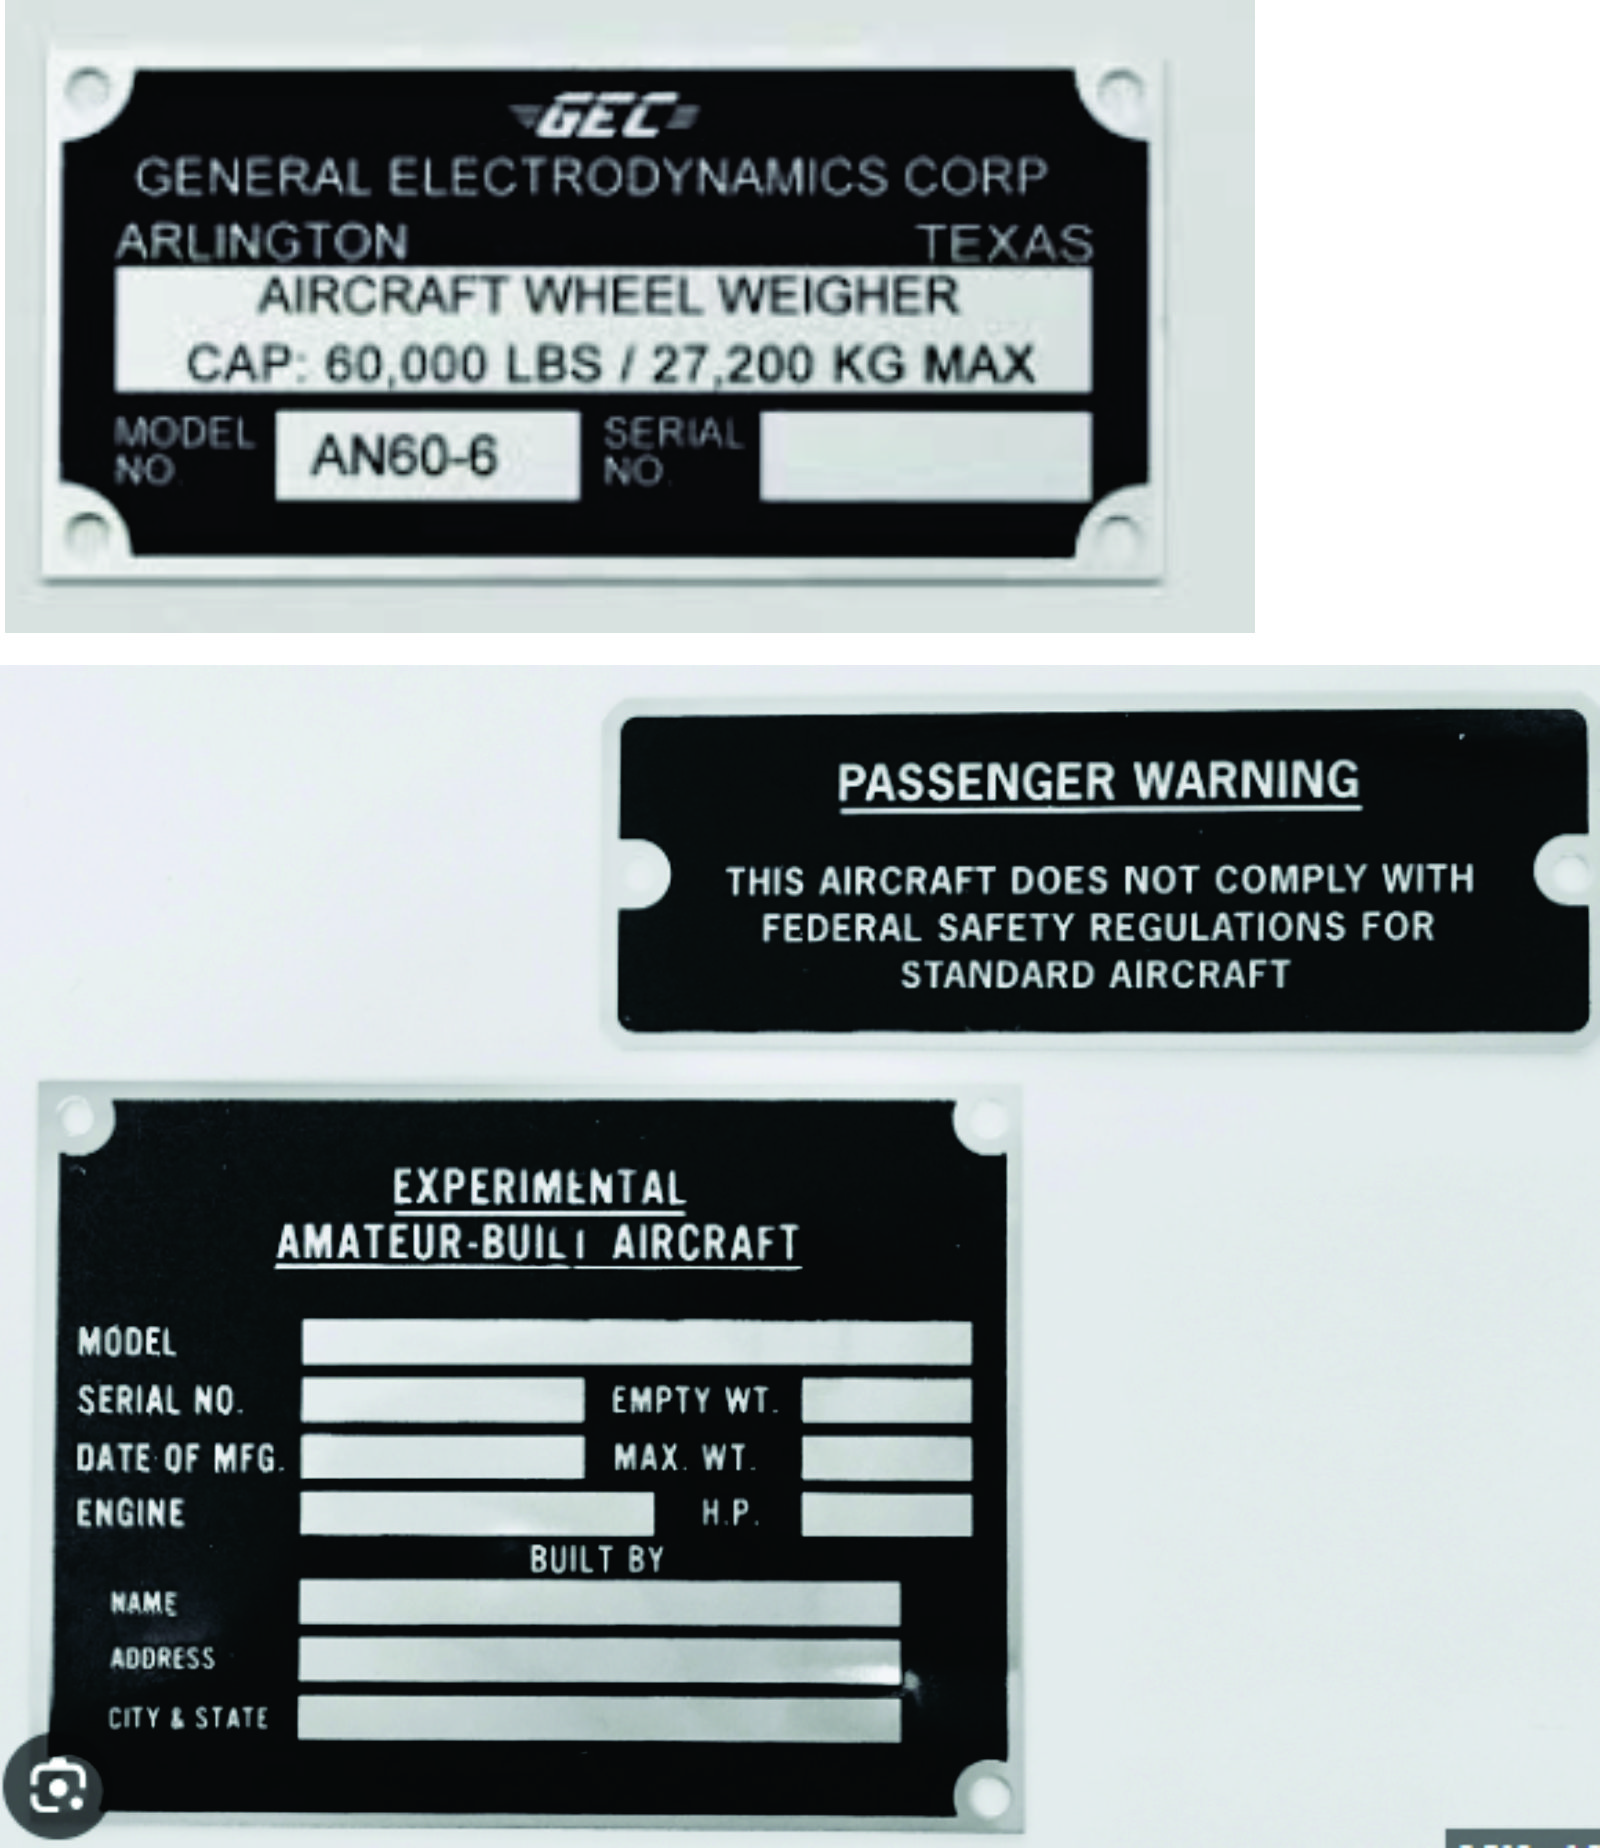 GEC
GENERAL ELECTRODYNAMICS CORP
ARLINGTON TEXAS
AIRCRAFT WHEEL WEIGHER
CAP: 60,000 LBS / 27,200 KG MAX
MODEL NO. AN60-6 SERIAL NO.
PASSENGER WARNING
THIS AIRCRAFT DOES NOT COMPLY WITH
FEDERAL SAFETY REGULATIONS FOR
STANDARD AIRCRAFT
EXPERIMENTAL
AMATEUR-BUILT AIRCRAFT
MODEL
SERIAL NO. EMPTY WT.
DATE OF MFG. MAX. WT.
ENGINE H.P.
BUILT BY
NAME
ADDRESS
CITY & STATE